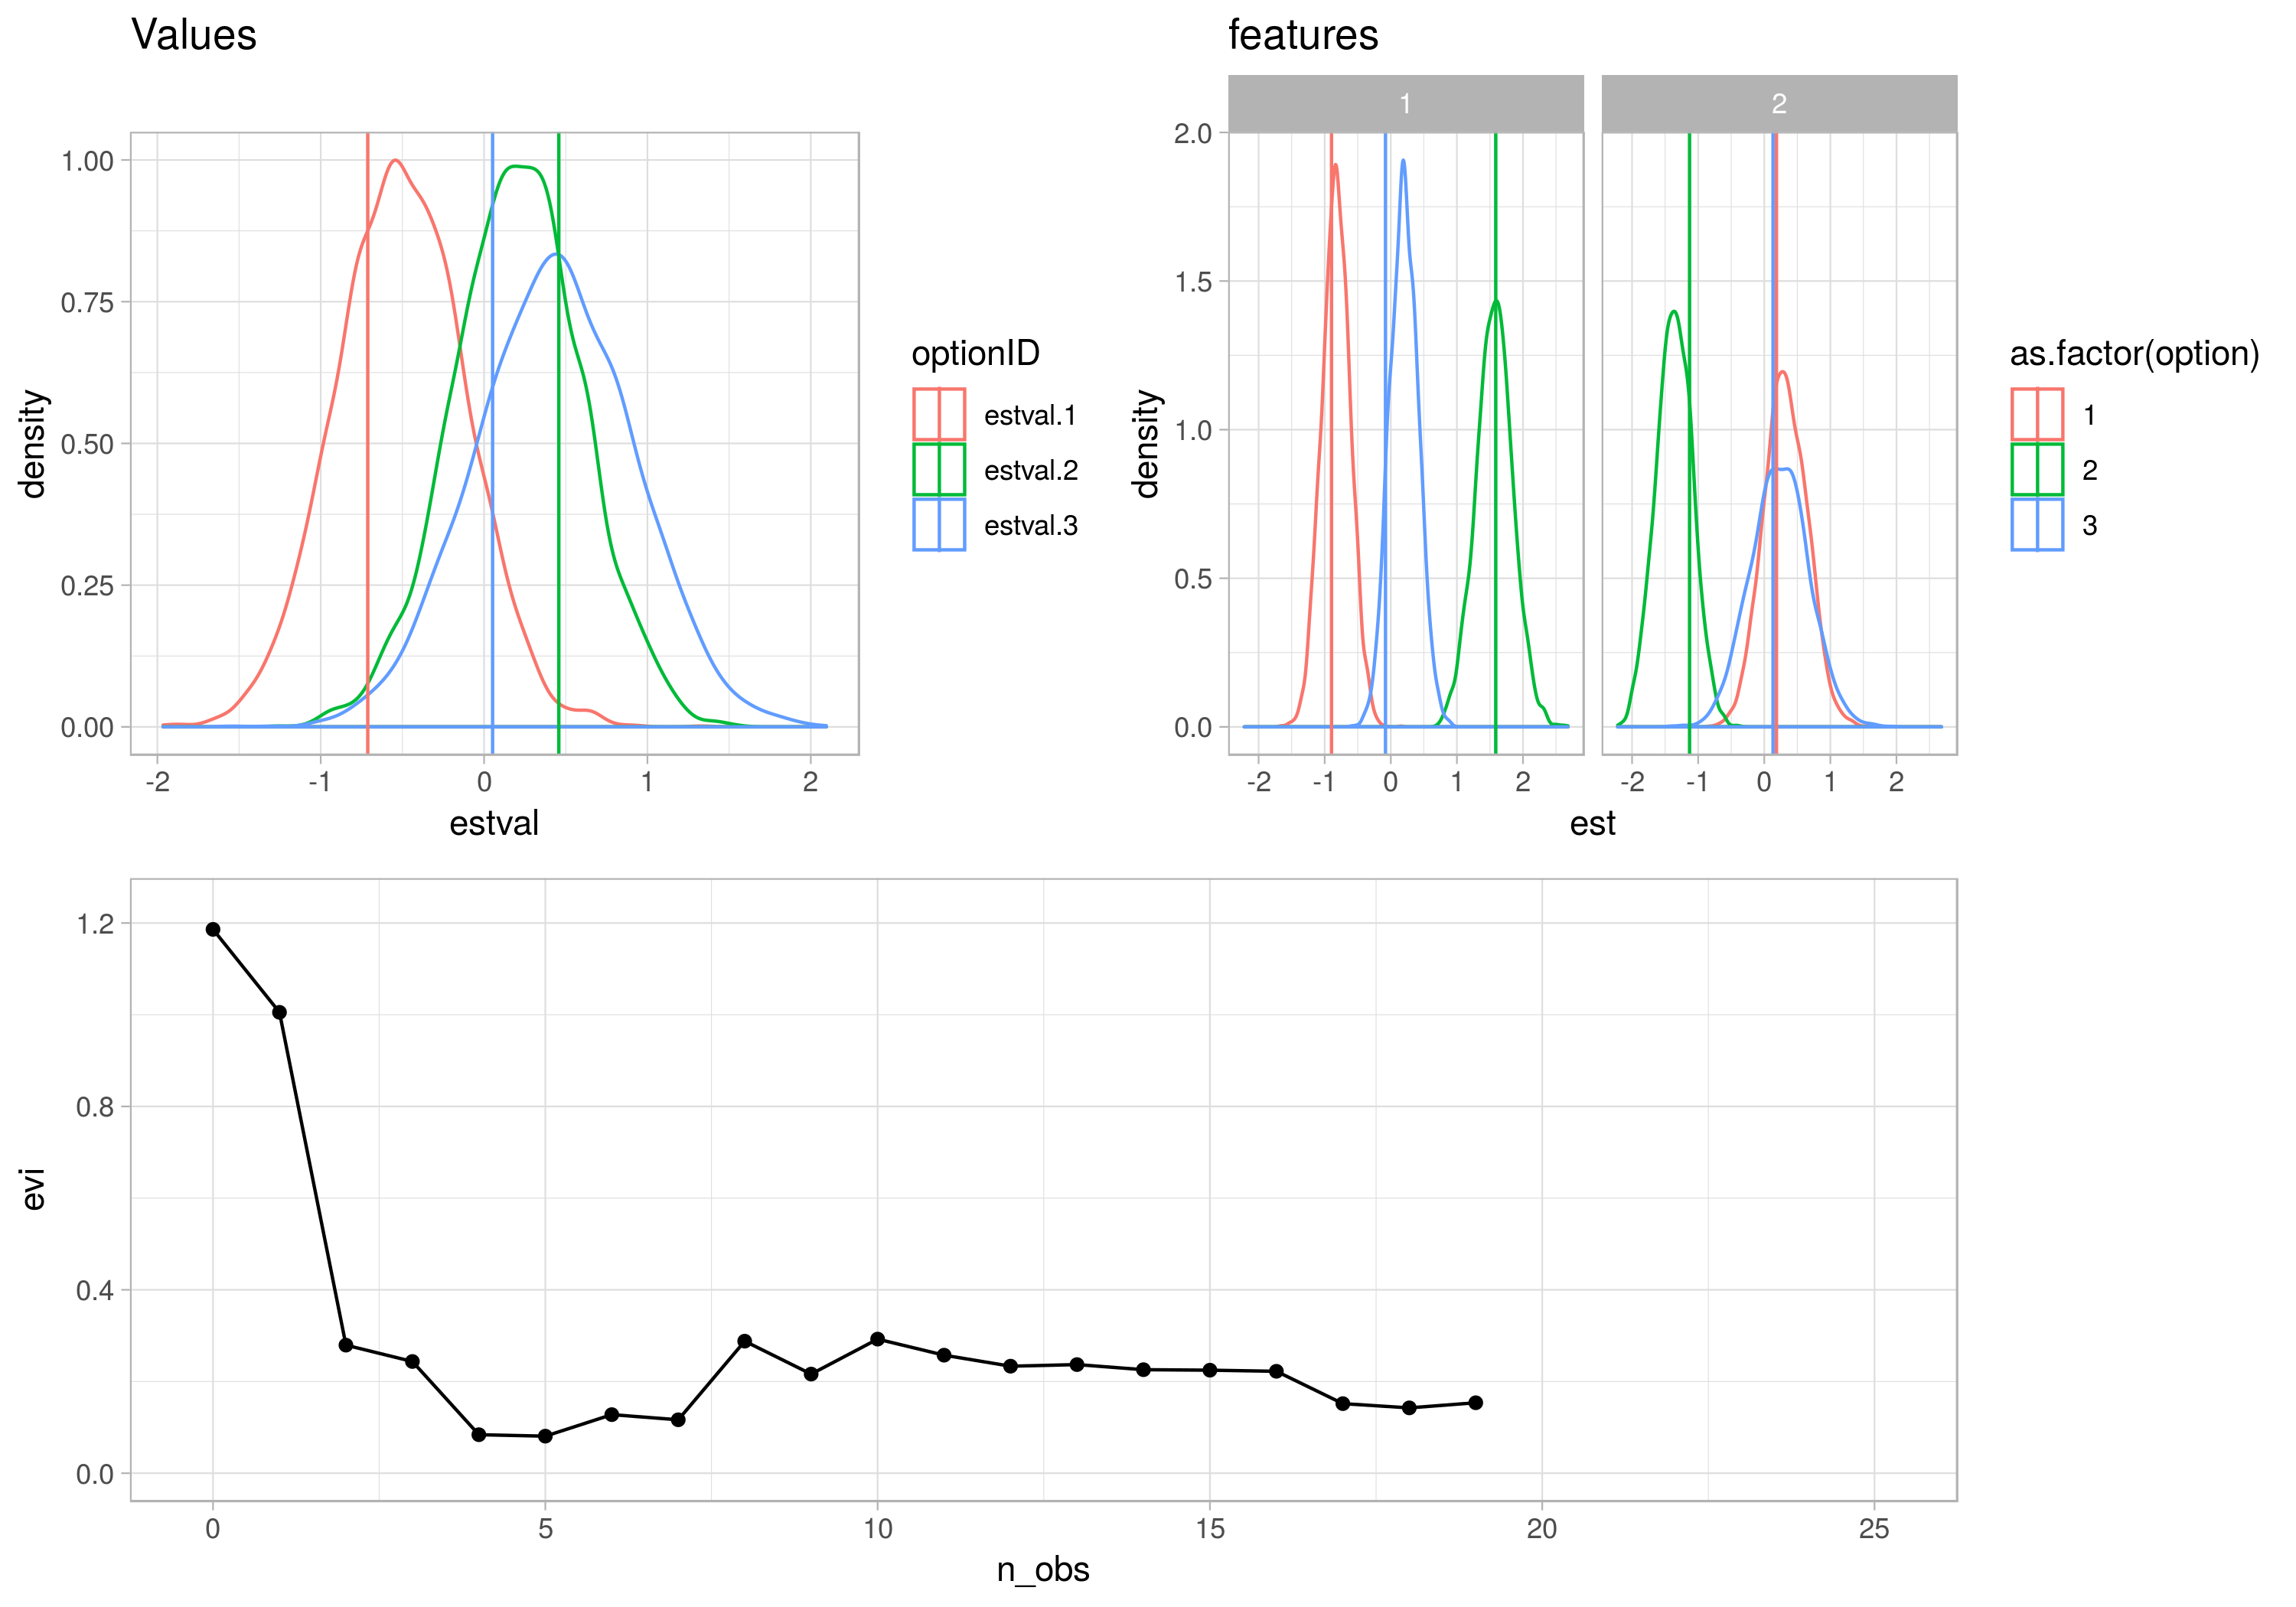 Values
1.00
0.75
0.50
0.25
0.00
density
-2 -1 0 1 2
estval
optionID
estval.1
estval.2
estval.3
features
1 2
2.0
1.5
1.0
0.5
0.0
density
-2 -1 0 1 2 -2 -1 0 1 2
est
as.factor(option)
1
2
3
1.2
0.8
0.4
0.0
evi
0 5 10 15 20 25
n_obs